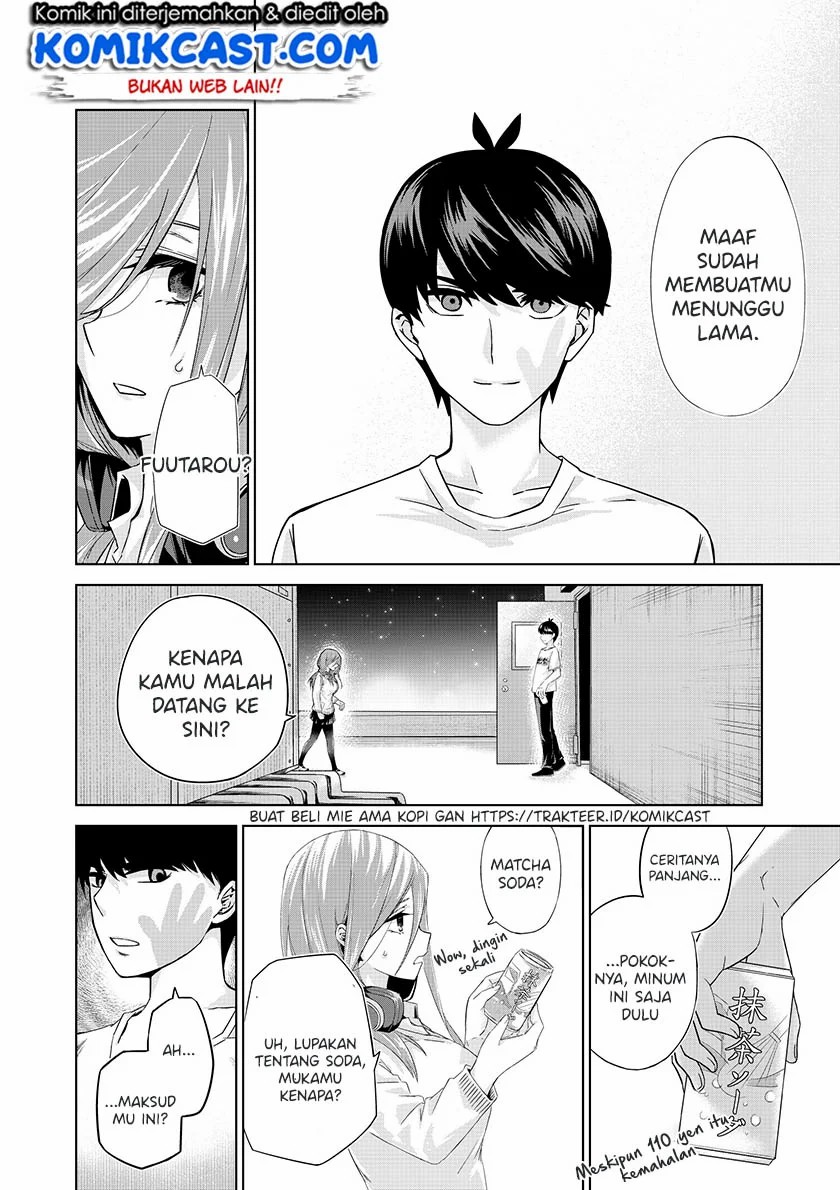 Komik ini diterjemahkan & diedit oleh
KOMIKCAST.COM
BUKAN WEB LAIN!!
MAAF
SUDAH
MEMBUATMU
MENUNGGU
LAMA.
FUUTAROU?
KENAPA
KAMU MALAH
DATANG KE
SINI?
BUAT BELI MIE AMA KOPI GAN HTTPS://TRAKTEER.ID/KOMIKCAST
CERITANYA
PANJANG...
...POKOK-
NYA, MINUM
INI SAJA
DULU
抹茶ソーダ
Meskipun 110 yen itu
kemahalan
MATCHA
SODA?
Wow, dingin
sekali
抹茶
UH, LUPAKAN
TENTANG SODA,
MUKAMU
KENAPA?
AH...
...MAKSUD
MU INI?